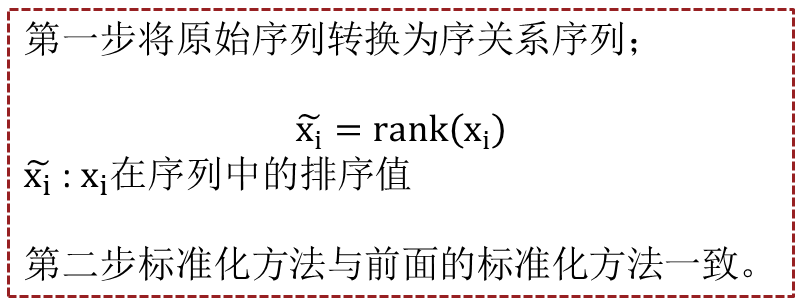 第一步将原始序列转换为序关系序列；
x̃ᵢ = rank(xᵢ)
x̃ᵢ : xᵢ在序列中的排序值
第二步标准化方法与前面的标准化方法一致。